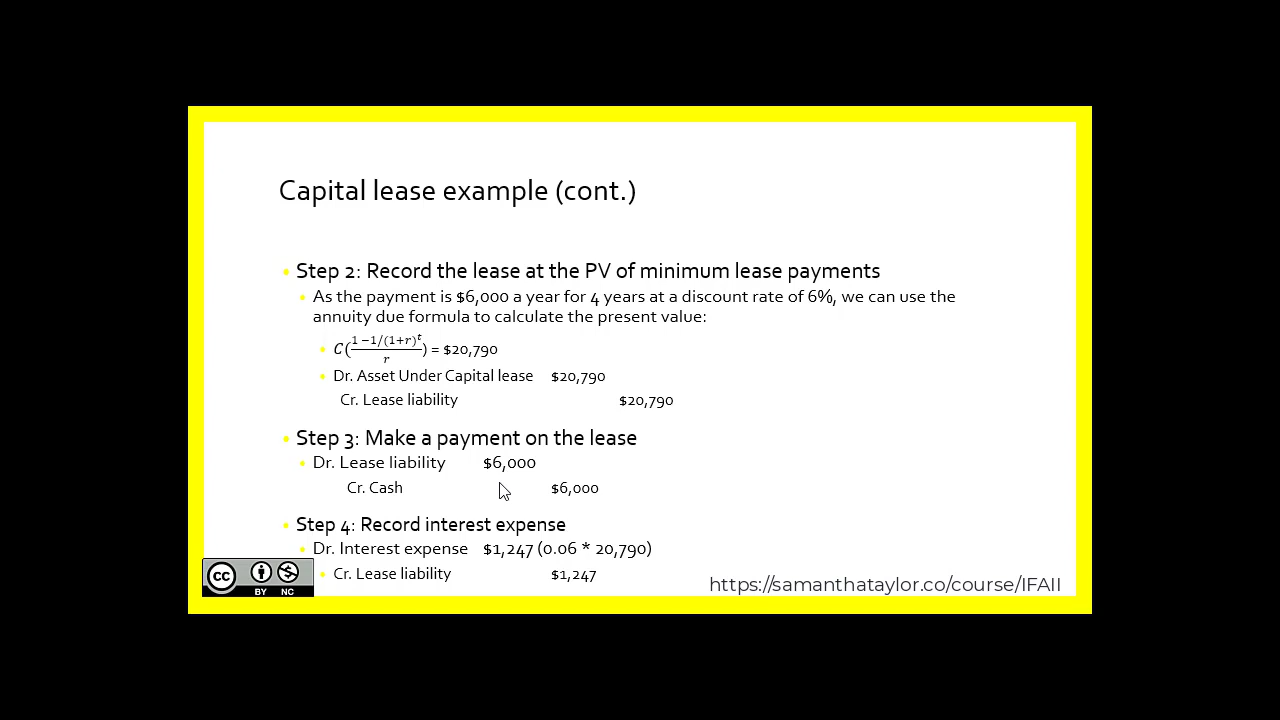 Capital lease example (cont.)
Step 2: Record the lease at the PV of minimum lease payments
As the payment is $6,000 a year for 4 years at a discount rate of 6%, we can use the
annuity due formula to calculate the present value:
C(\frac{1-1/(1+r)^t}{r}) = $20,790
Dr. Asset Under Capital lease $20,790
Cr. Lease liability $20,790
Step 3: Make a payment on the lease
Dr. Lease liability $6,000
Cr. Cash $6,000
Step 4: Record interest expense
Dr. Interest expense $1,247 (0.06 * 20,790)
Cr. Lease liability $1,247
cc BY NC
https://samanthataylor.co/course/IFAII